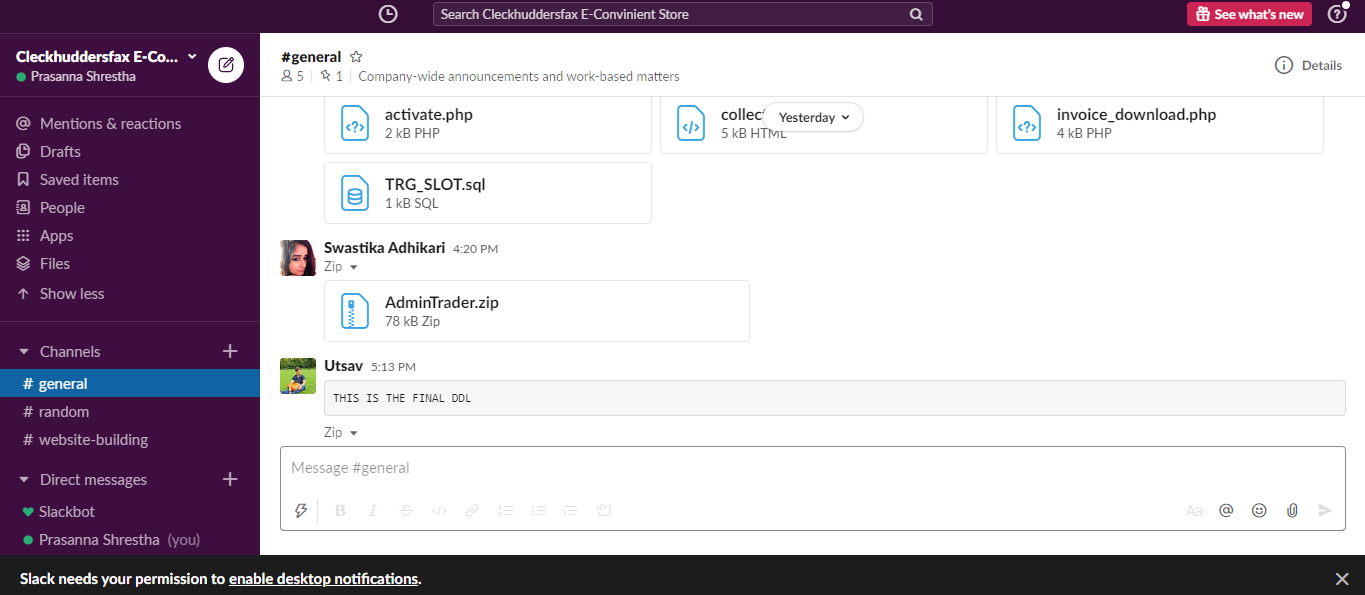 Search Cleckhuddersfax E-Convinient Store
See what's new
Cleckhuddersfax E-Co...
Prasanna Shrestha
Mentions & reactions
Drafts
Saved items
People
Apps
Files
Show less
Channels
# general
# random
# website-building
Direct messages
Slackbot
Prasanna Shrestha (you)
#general
5 | 1 | Company-wide announcements and work-based matters
Details
activate.php
2 kB PHP
collec
5 kB HTML
Yesterday
invoice_download.php
4 kB PHP
TRG_SLOT.sql
1 kB SQL
Swastika Adhikari 4:20 PM
Zip
AdminTrader.zip
78 kB Zip
Utsav 5:13 PM
THIS IS THE FINAL DDL
Zip
Message #general
B I S Aa @
Slack needs your permission to enable desktop notifications.